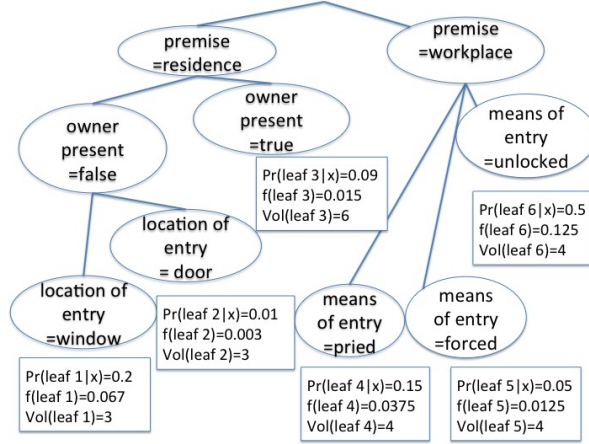 premise
=residence
premise
=workplace
owner
present
=false
owner
present
=true
means of
entry
=unlocked
Pr(leaf 3|x)=0.09
f(leaf 3)=0.015
Vol(leaf 3)=6
Pr(leaf 6|x)=0.5
f(leaf 6)=0.125
Vol(leaf 6)=4
location of
entry
= door
location of
entry
=window
Pr(leaf 2|x)=0.01
f(leaf 2)=0.003
Vol(leaf 2)=3
means
of entry
=pried
means
of entry
=forced
Pr(leaf 1|x)=0.2
f(leaf 1)=0.067
Vol(leaf 1)=3
Pr(leaf 4|x)=0.15
f(leaf 4)=0.0375
Vol(leaf 4)=4
Pr(leaf 5|x)=0.05
f(leaf 5)=0.0125
Vol(leaf 5)=4